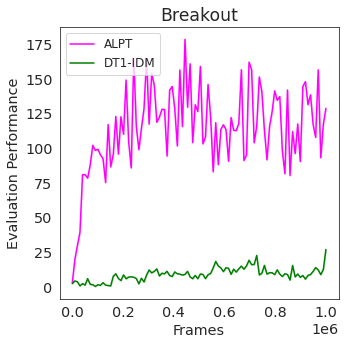 Breakout
ALPT
DT1-IDM
Evaluation Performance
175
150
125
100
75
50
25
0
0.0 0.2 0.4 0.6 0.8 1.0
1e6
Frames